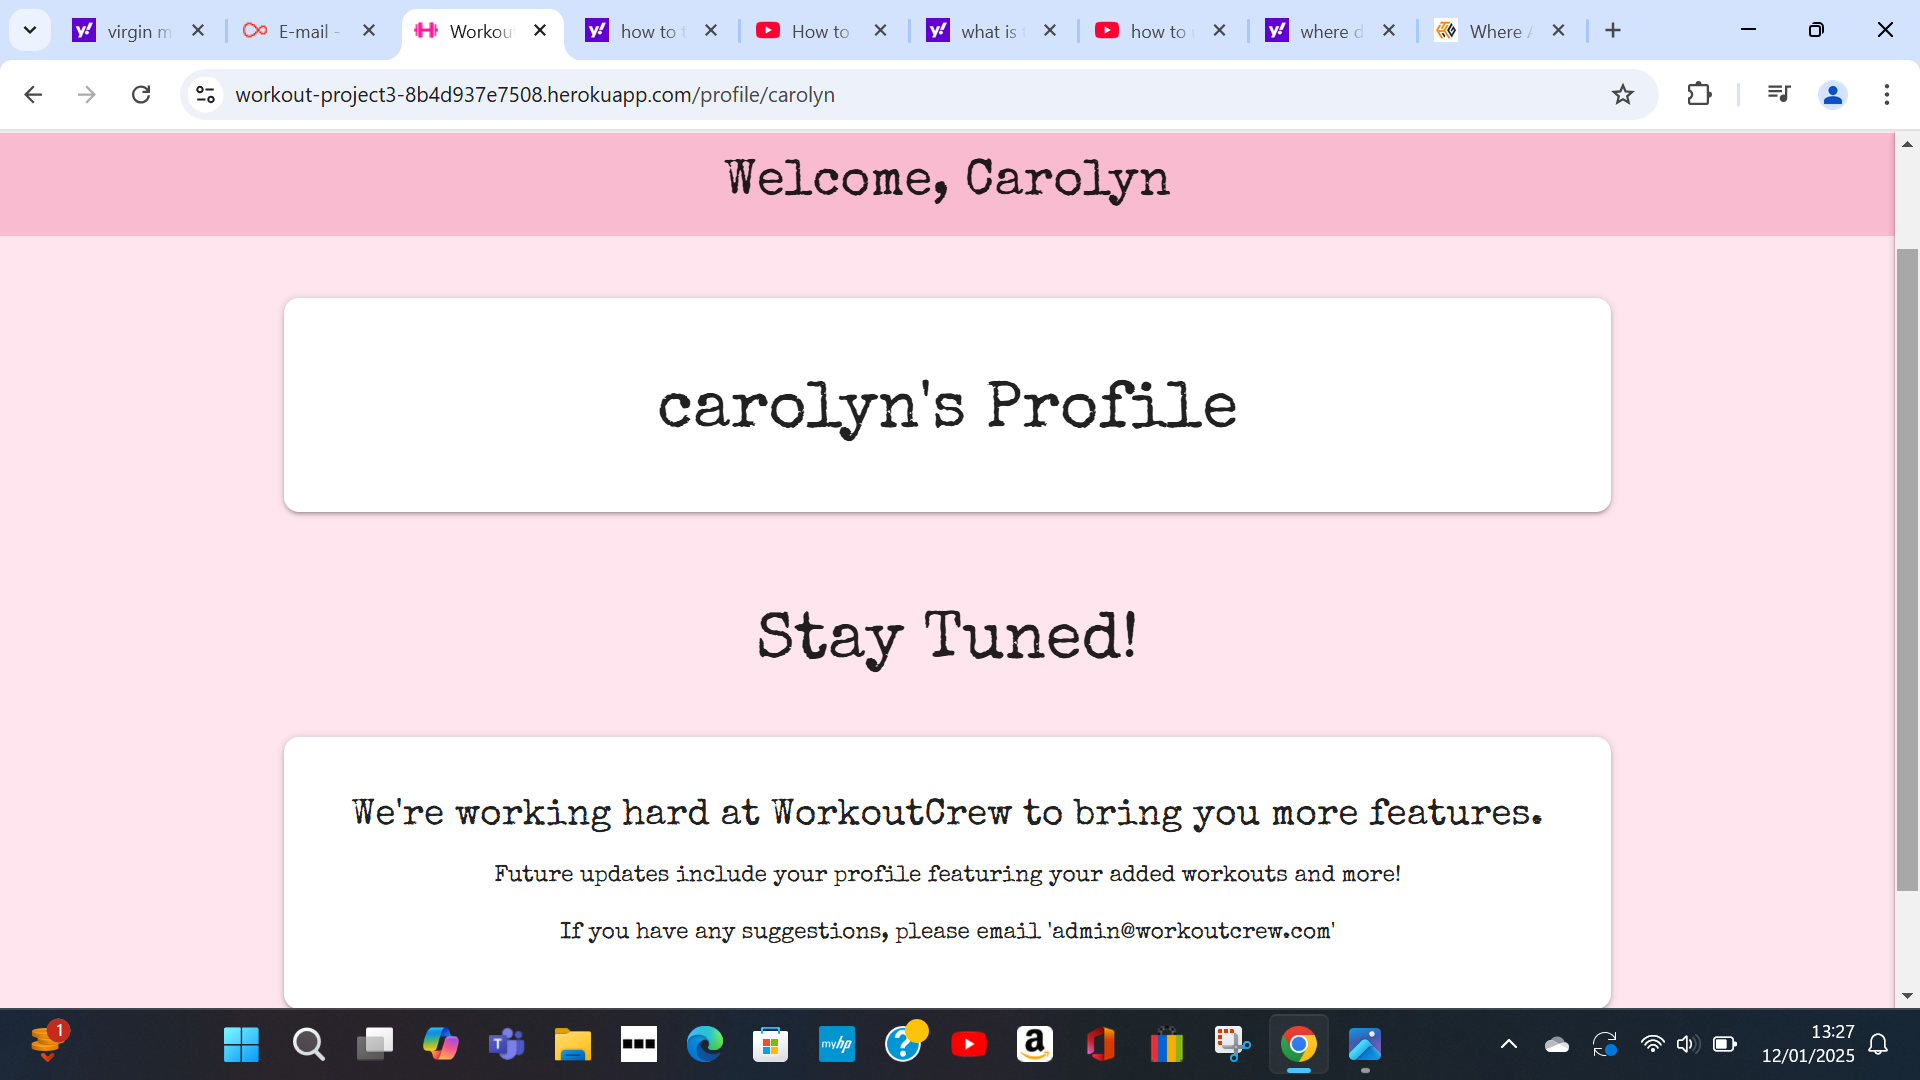 virgin m
E-mail -
Workou
how to f
How to
what is t
how to
where d
Where A
workout-project3-8b4d937e7508.herokuapp.com/profile/carolyn
Welcome, Carolyn
carolyn's Profile
Stay Tuned!
We're working hard at WorkoutCrew to bring you more features.
Future updates include your profile featuring your added workouts and more!
If you have any suggestions, please email 'admin@workoutcrew.com'
1
myhp
13:27
12/01/2025